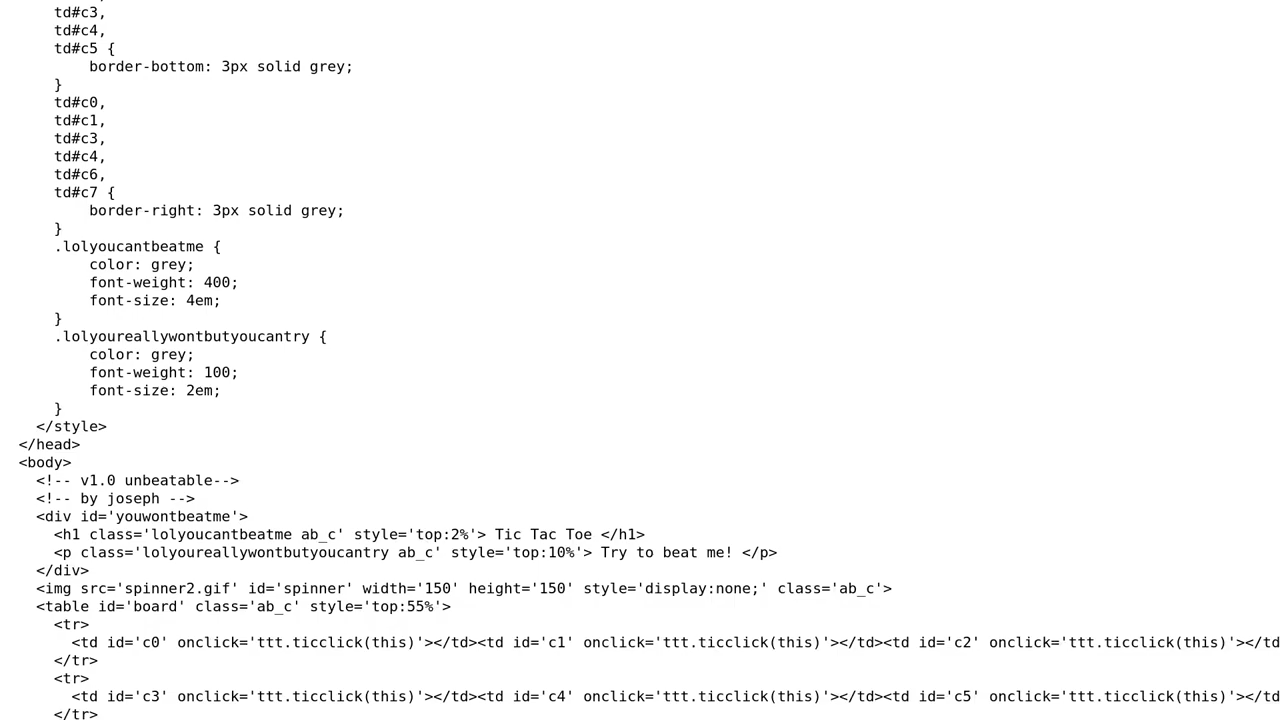 td#c3,
td#c4,
td#c5 {
border-bottom: 3px solid grey;
}
td#c0,
td#c1,
td#c3,
td#c4,
td#c6,
td#c7 {
border-right: 3px solid grey;
}
.lolyoucantbeatme {
color: grey;
font-weight: 400;
font-size: 4em;
}
.lolyoureallywontbutyoucantry {
color: grey;
font-weight: 100;
font-size: 2em;
}
</style>
</head>
<body>
<!-- v1.0 unbeatable-->
<!-- by joseph -->
<div id='youwontbeatme'>
<h1 class='lolyoucantbeatme ab_c' style='top:2%'> Tic Tac Toe </h1>
<p class='lolyoureallywontbutyoucantry ab_c' style='top:10%'> Try to beat me! </p>
</div>
<img src='spinner2.gif' id='spinner' width='150' height='150' style='display:none;' class='ab_c'>
<table id='board' class='ab_c' style='top:55%'>
<tr>
<td id='c0' onclick='ttt.ticclick(this)'></td><td id='c1' onclick='ttt.ticclick(this)'></td><td id='c2' onclick='ttt.ticclick(this)'></td
</tr>
<tr>
<td id='c3' onclick='ttt.ticclick(this)'></td><td id='c4' onclick='ttt.ticclick(this)'></td><td id='c5' onclick='ttt.ticclick(this)'></td
</tr>